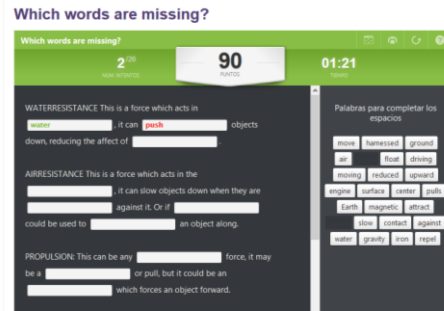 Which words are missing?
Which words are missing?
2/20
NÚM. INTENTOS
90
PUNTOS
01:21
TIEMPO
WATERRESISTANCE This is a force which acts in
water , it can push objects
down, reducing the affect of .
AIRRESISTANCE This is a force which acts in the
, it can slow objects down when they are
against it. Or if
could be used to an object along.
PROPULSION: This can be any force, it may
be a or pull, but it could be an
which forces an object forward.
Palabras para completar los
espacios
move harnessed ground
air float driving
moving reduced upward
engine surface center pulls
Earth magnetic attract
slow contact against
water gravity iron repel